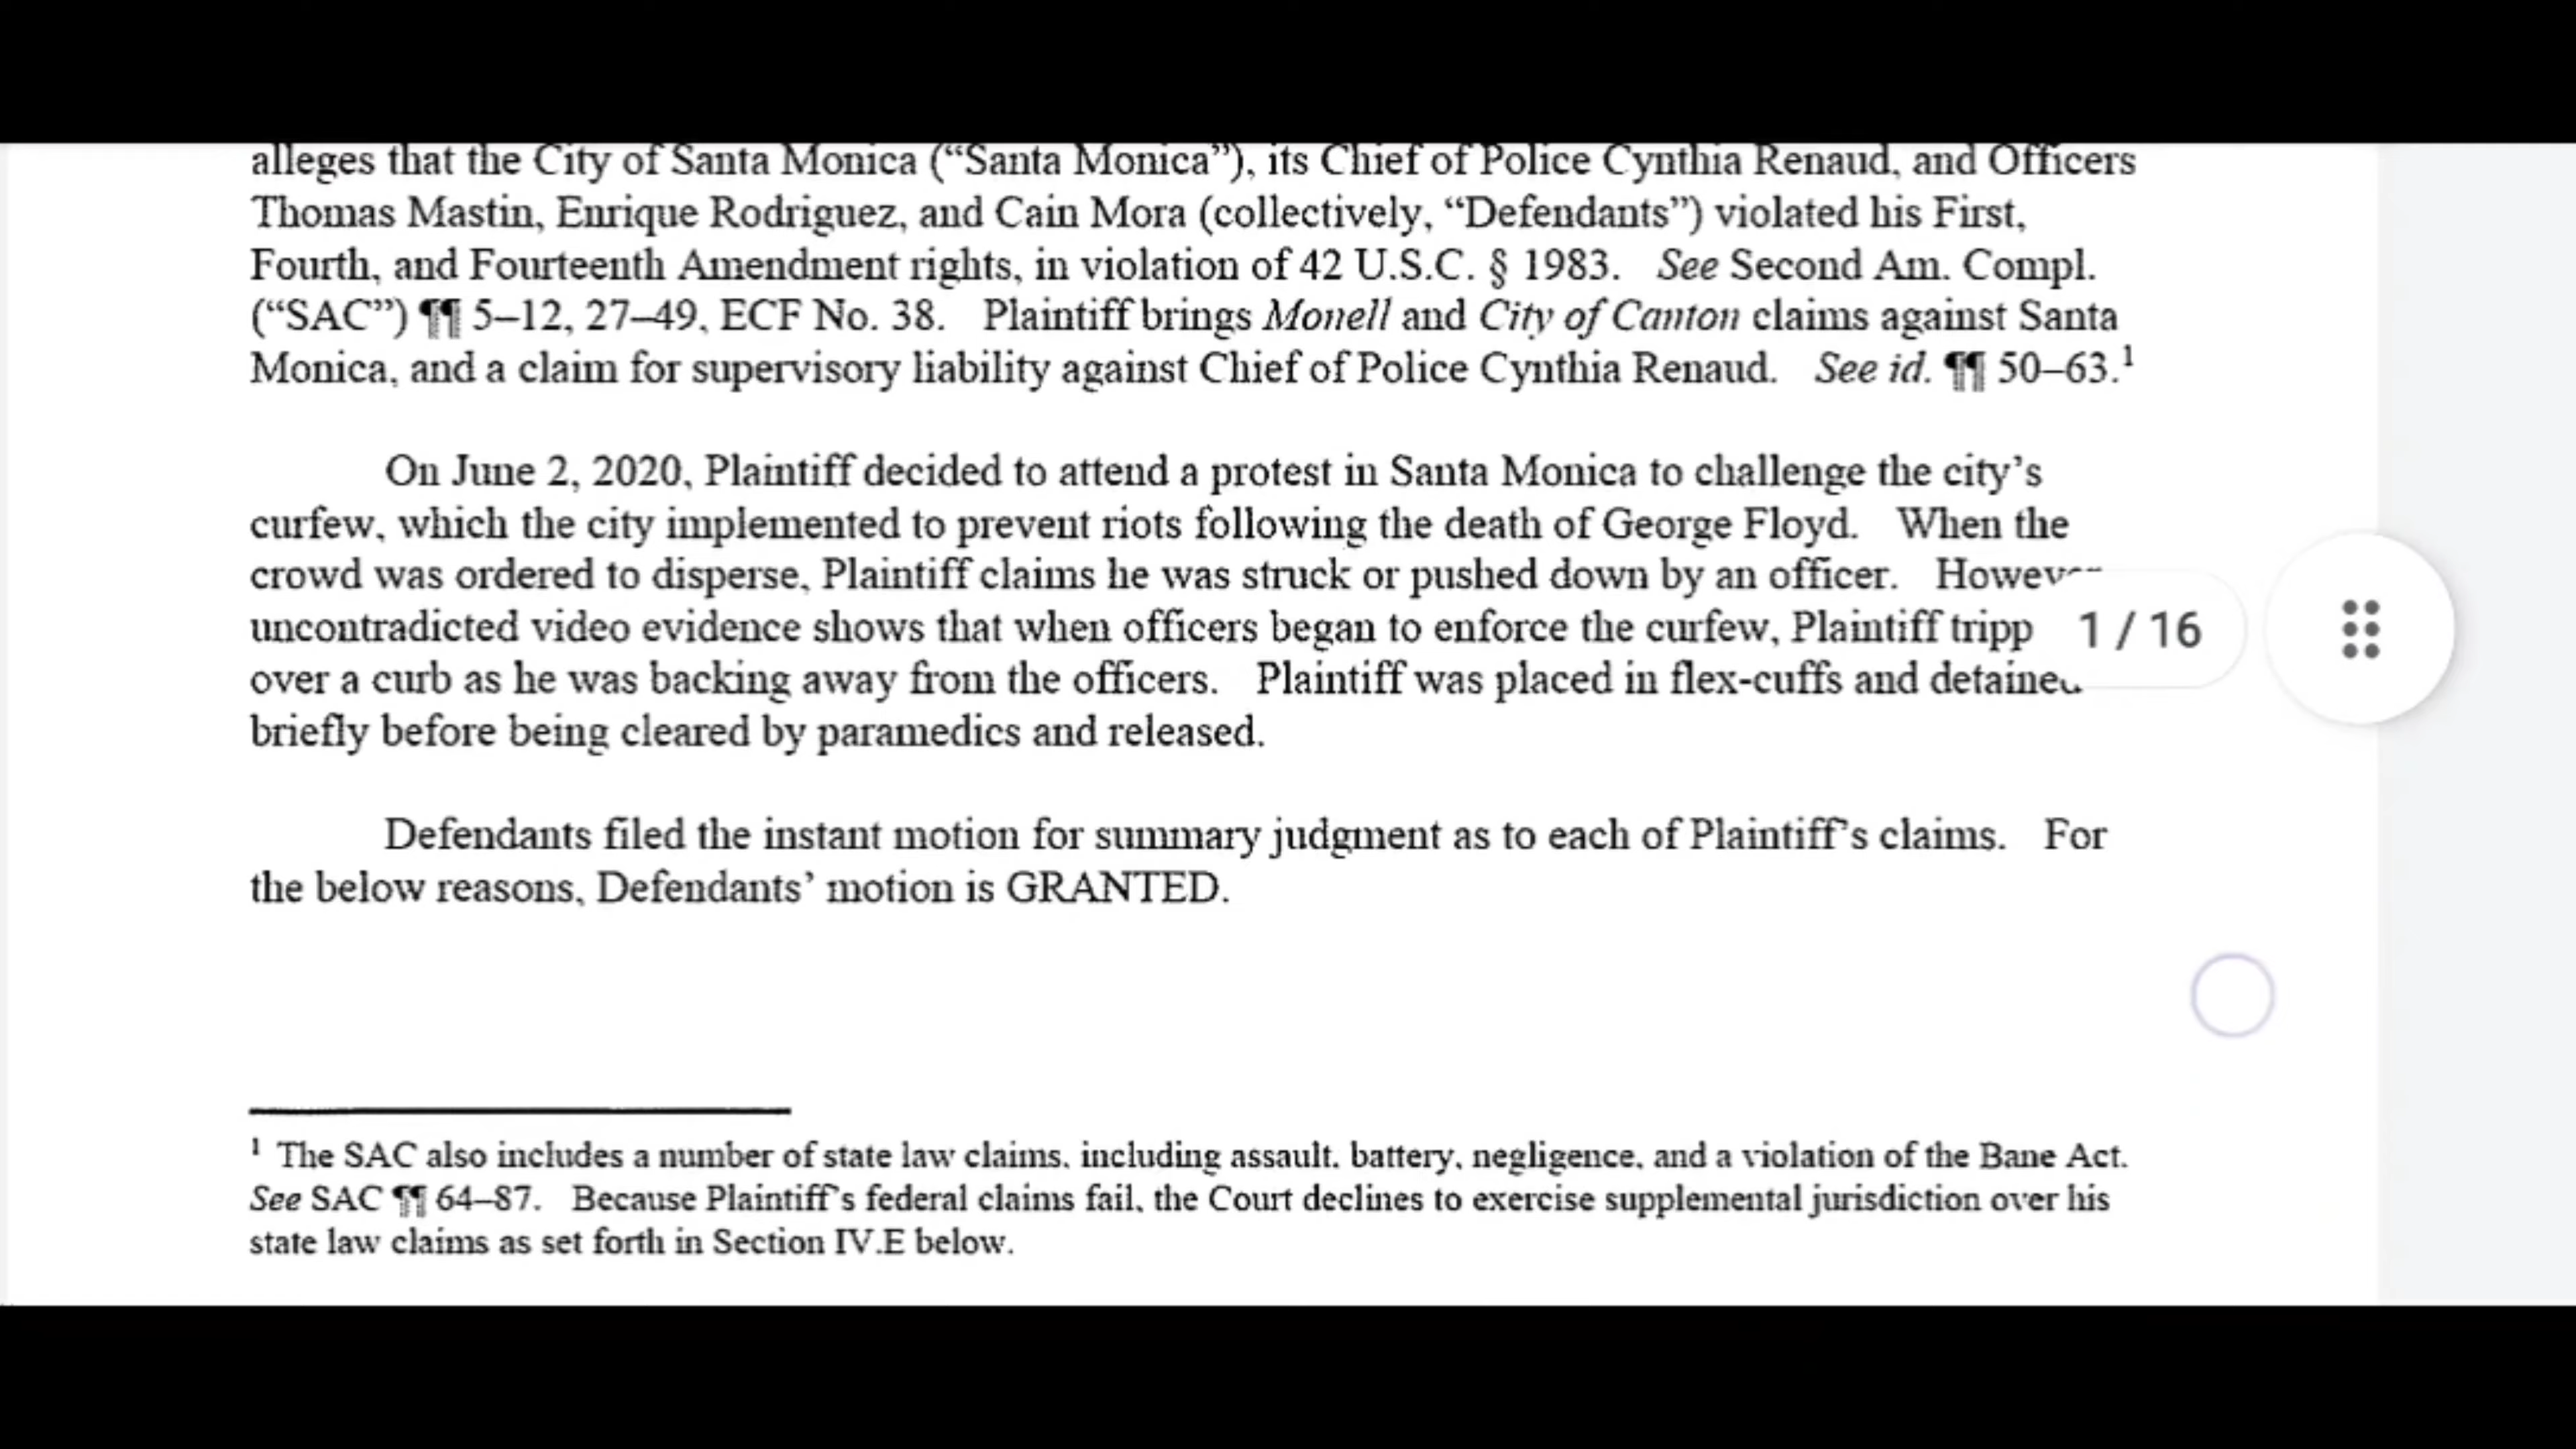 alleges that the City of Santa Monica (“Santa Monica”), its Chief of Police Cynthia Renaud, and Officers
Thomas Mastin, Enrique Rodriguez, and Cain Mora (collectively, “Defendants”) violated his First,
Fourth, and Fourteenth Amendment rights, in violation of 42 U.S.C. § 1983. See Second Am. Compl.
(“SAC”) ¶¶ 5–12, 27–49, ECF No. 38. Plaintiff brings Monell and City of Canton claims against Santa
Monica, and a claim for supervisory liability against Chief of Police Cynthia Renaud. See id. ¶¶ 50–63.1
On June 2, 2020, Plaintiff decided to attend a protest in Santa Monica to challenge the city’s
curfew, which the city implemented to prevent riots following the death of George Floyd. When the
crowd was ordered to disperse, Plaintiff claims he was struck or pushed down by an officer. However
uncontradicted video evidence shows that when officers began to enforce the curfew, Plaintiff tripp
1 / 16
over a curb as he was backing away from the officers. Plaintiff was placed in flex-cuffs and detained
briefly before being cleared by paramedics and released.
Defendants filed the instant motion for summary judgment as to each of Plaintiff’s claims. For
the below reasons, Defendants’ motion is GRANTED.
1 The SAC also includes a number of state law claims, including assault, battery, negligence, and a violation of the Bane Act.
See SAC ¶¶ 64–87. Because Plaintiff’s federal claims fail, the Court declines to exercise supplemental jurisdiction over his
state law claims as set forth in Section IV.E below.